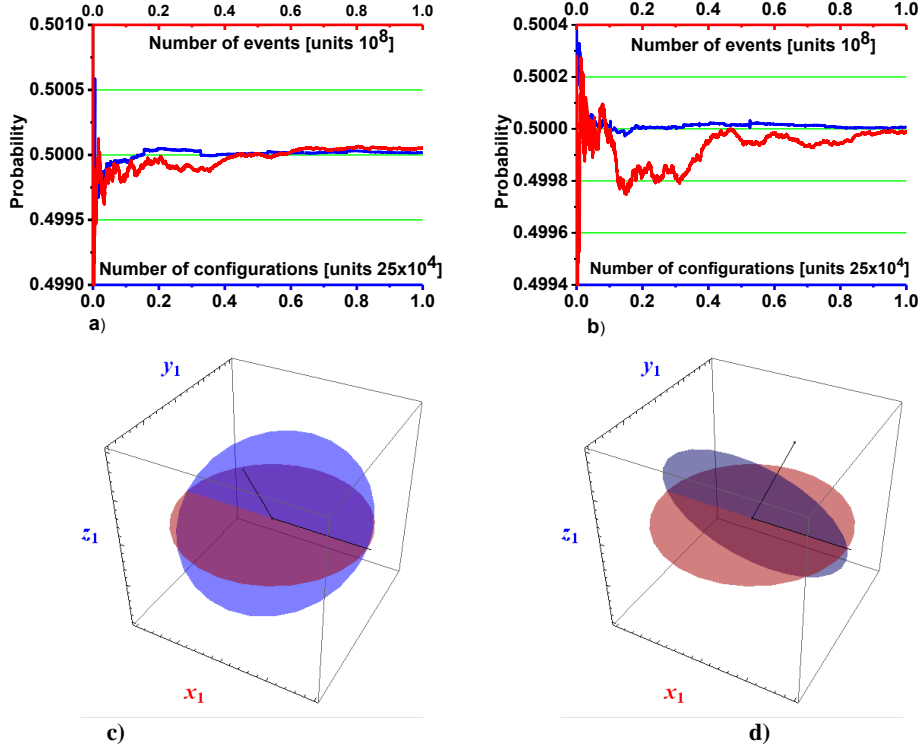 0.0 0.2 0.4 0.6 0.8 1.0
0.5010
Number of events [units 10^8]
0.5005
0.5000
0.4995
0.4990
Probability
Number of configurations [units 25x10^4]
0.0 0.2 0.4 0.6 0.8 1.0
a)
0.0 0.2 0.4 0.6 0.8 1.0
0.5004
Number of events [units 10^8]
0.5002
0.5000
0.4998
0.4996
0.4994
Probability
Number of configurations [units 25x10^4]
0.0 0.2 0.4 0.6 0.8 1.0
b)
y1
z1
x1
c)
y1
z1
x1
d)